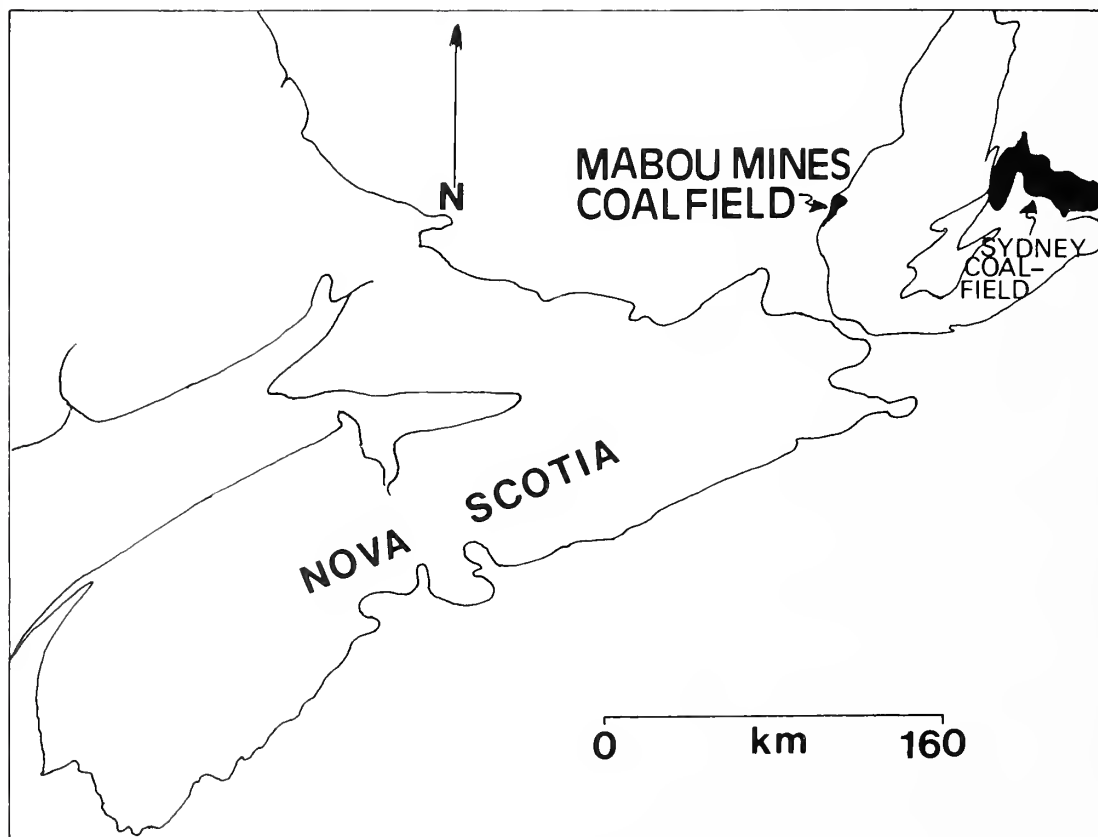 N
MABOU MINES
COALFIELD
SYDNEY
COAL-
FIELD
NOVA SCOTIA
0 km 160